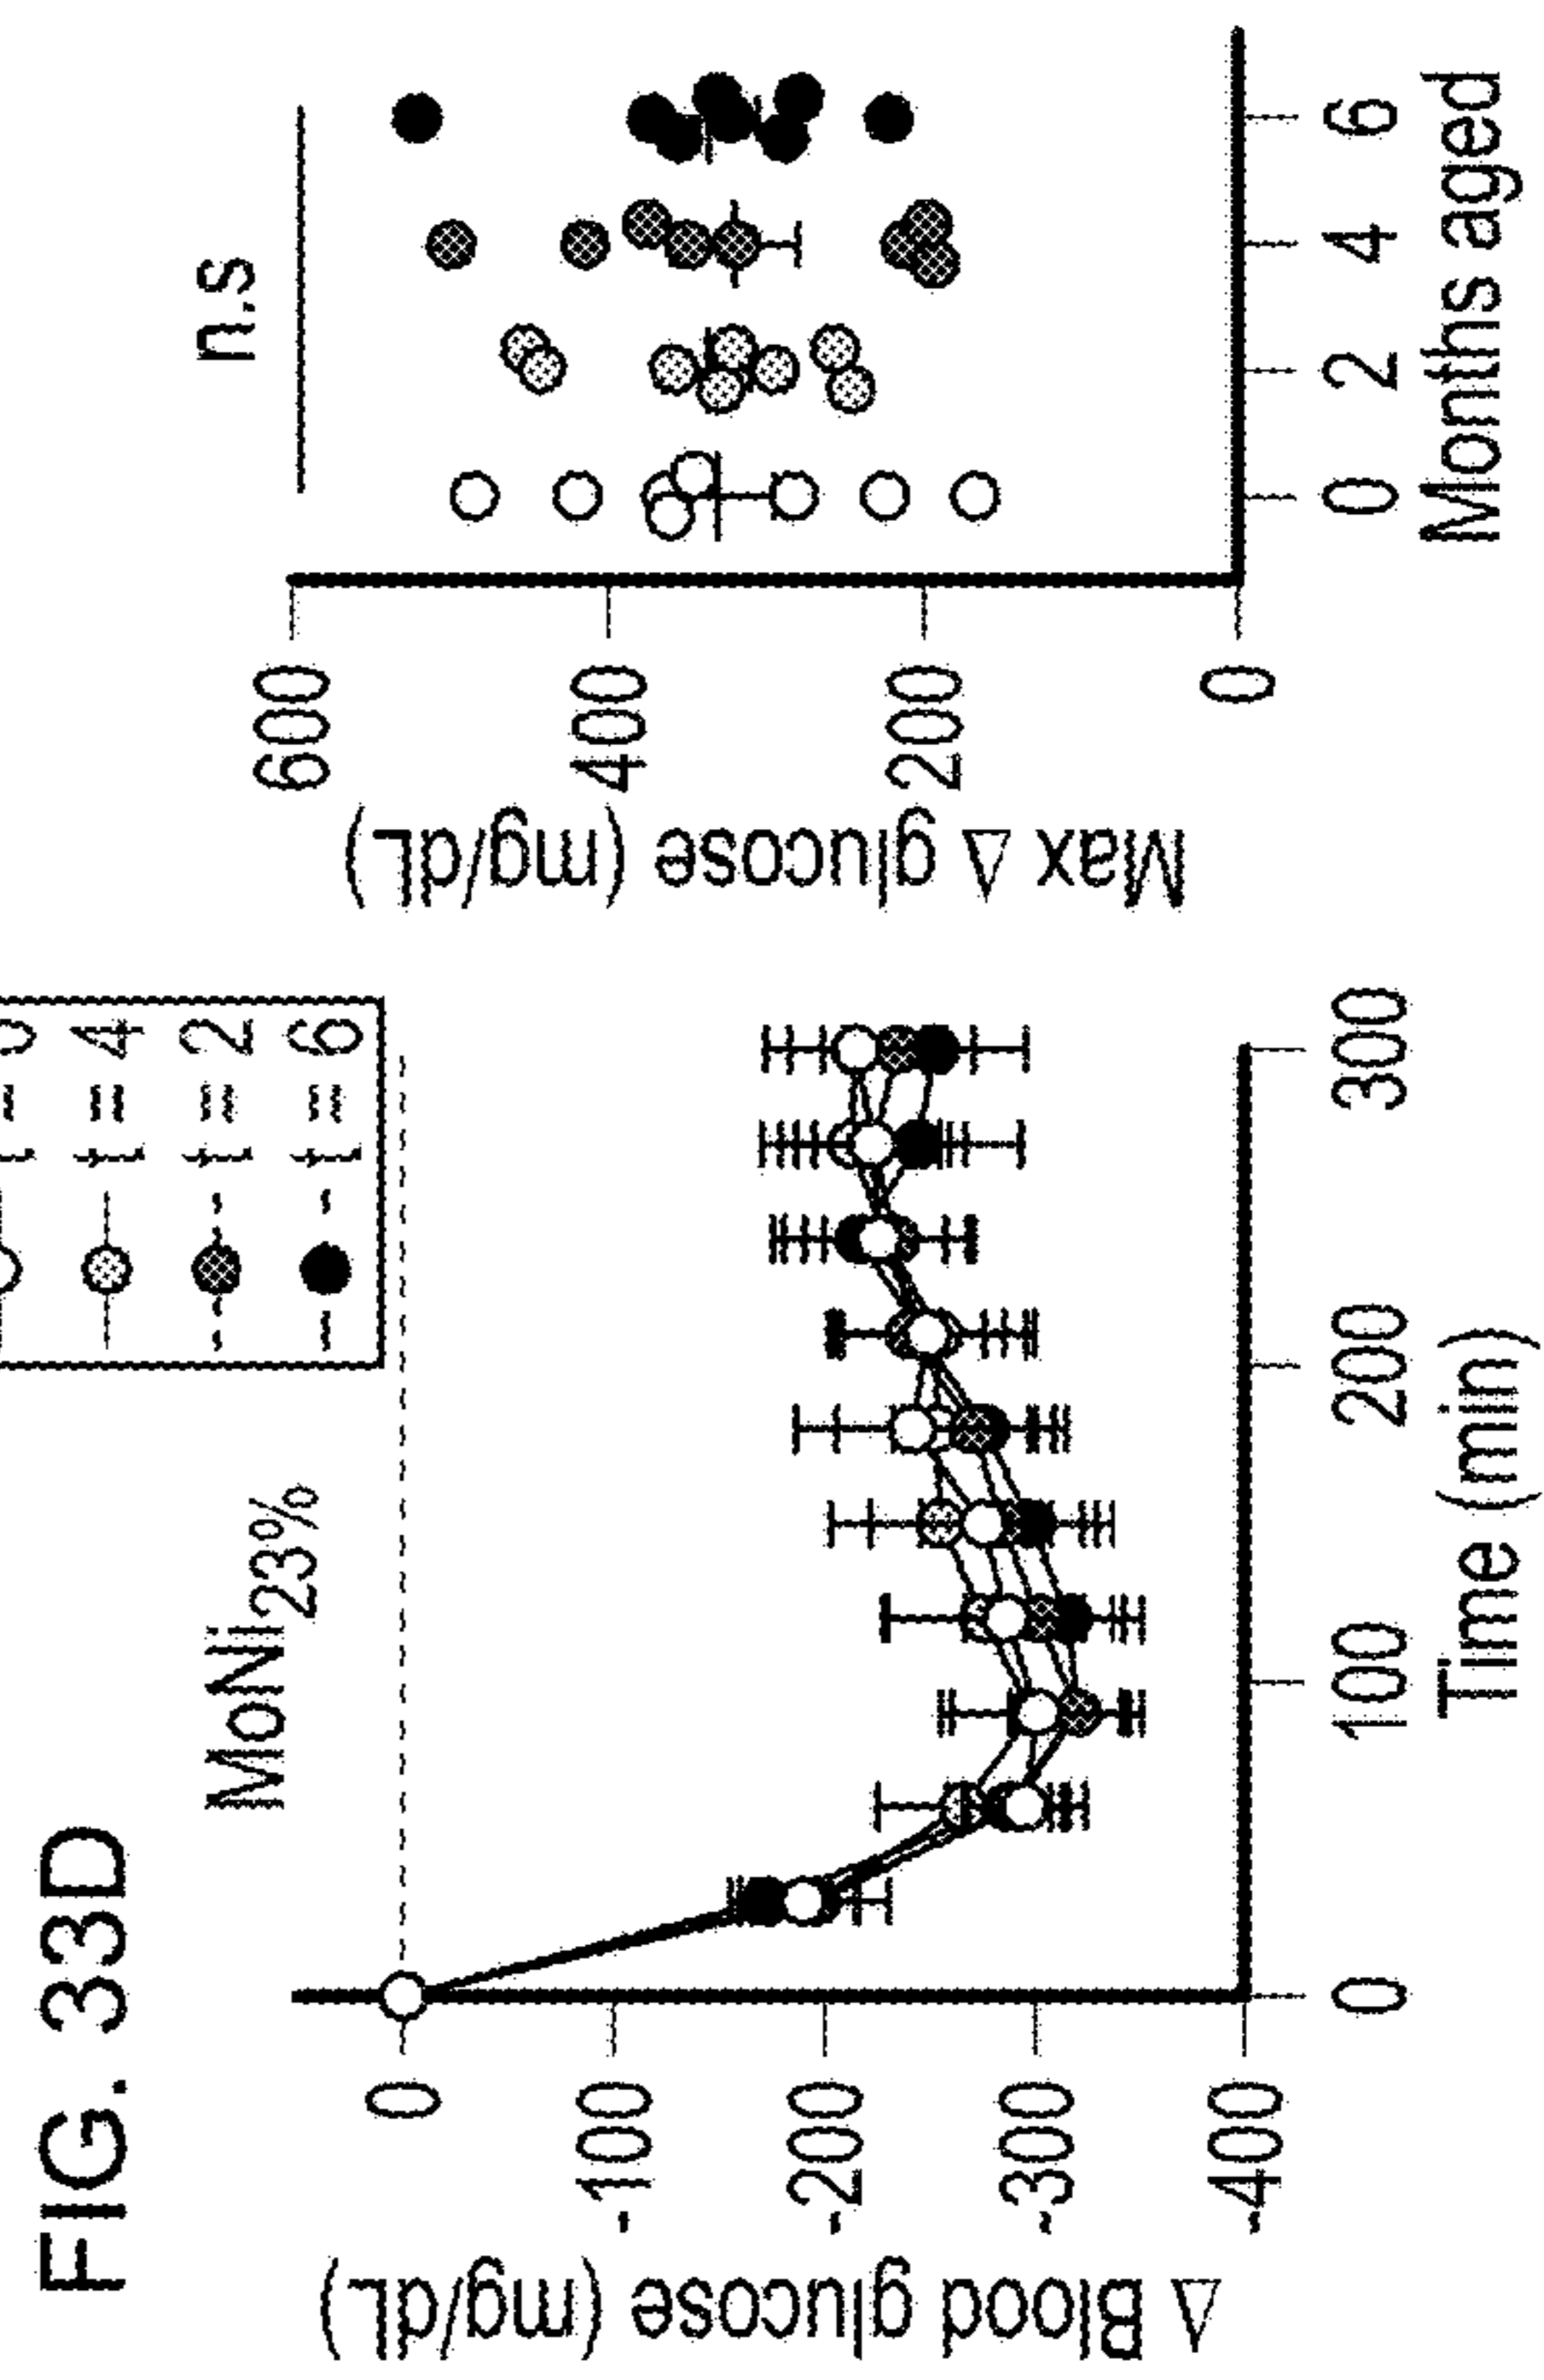 FIG. 33D
MoNi23%
t = 4
t = 2
t = 6
Δ Blood glucose (mg/dL)
0
-100
-200
-300
-400
0
100
200
300
Time (min)
n.s
Max Δ glucose (mg/dL)
600
400
200
0
0
2
4
6
Months aged